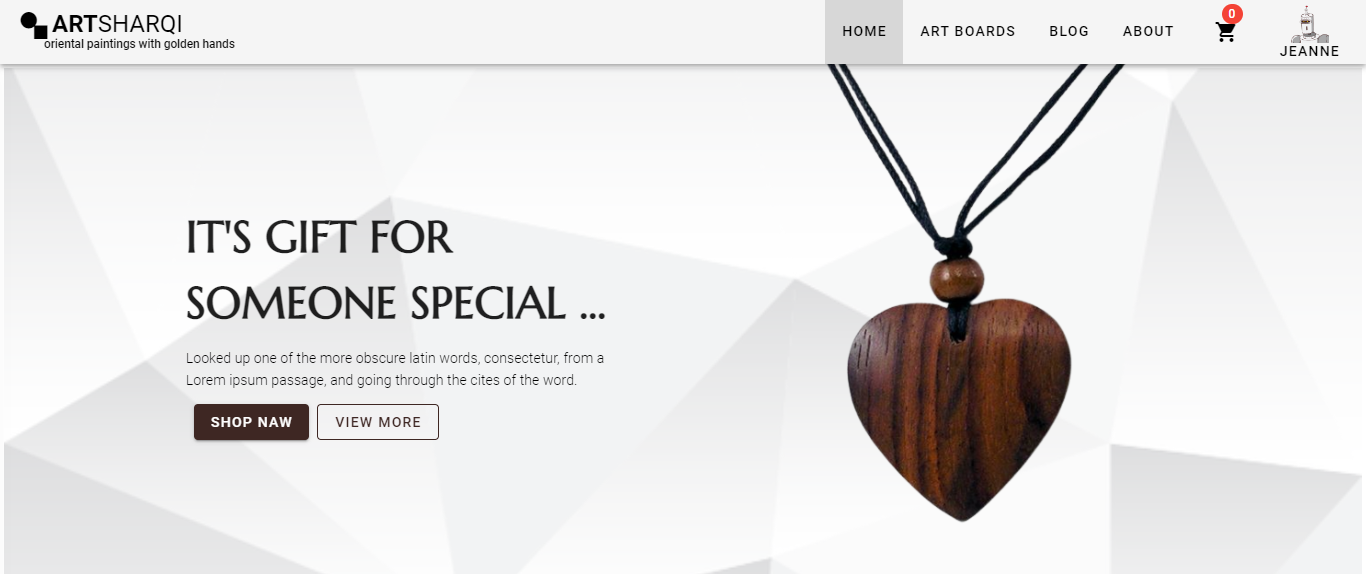 ARTSHARQI
oriental paintings with golden hands
HOME
ART BOARDS
BLOG
ABOUT
0
JEANNE
IT'S GIFT FOR
SOMEONE SPECIAL ...
Looked up one of the more obscure latin words, consectetur, from a
Lorem ipsum passage, and going through the cites of the word.
SHOP NAW
VIEW MORE